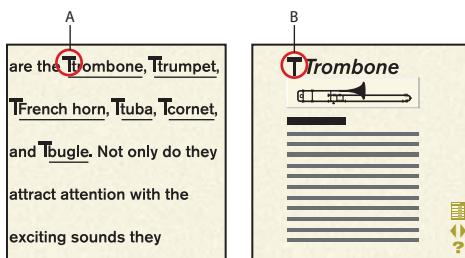 A
B
are the Ttrombone, Ttrumpet,
TFrench horn, Ttuba, Tcornet,
and Tbugle. Not only do they
attract attention with the
exciting sounds they
TTrombone
?